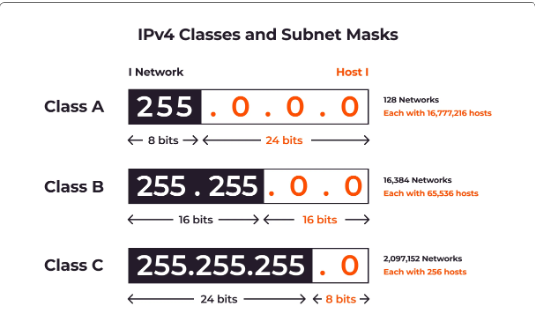 IPv4 Classes and Subnet Masks
I Network Host I
Class A 255 . 0 . 0 . 0 128 Networks
Each with 16,777,216 hosts
8 bits 24 bits
Class B 255 . 255 . 0 . 0 16,384 Networks
Each with 65,536 hosts
16 bits 16 bits
Class C 255.255.255 . 0 2,097,152 Networks
Each with 256 hosts
24 bits 8 bits